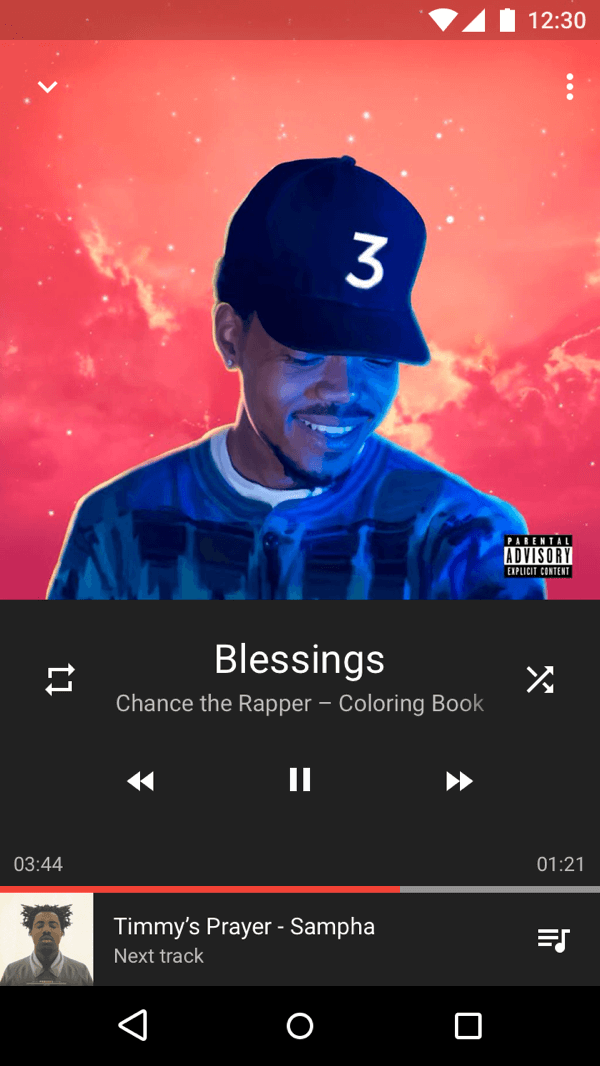 12:30
3
PARENTAL
ADVISORY
EXPLICIT CONTENT
Blessings
Chance the Rapper – Coloring Book
03:44
01:21
Timmy’s Prayer - Sampha
Next track